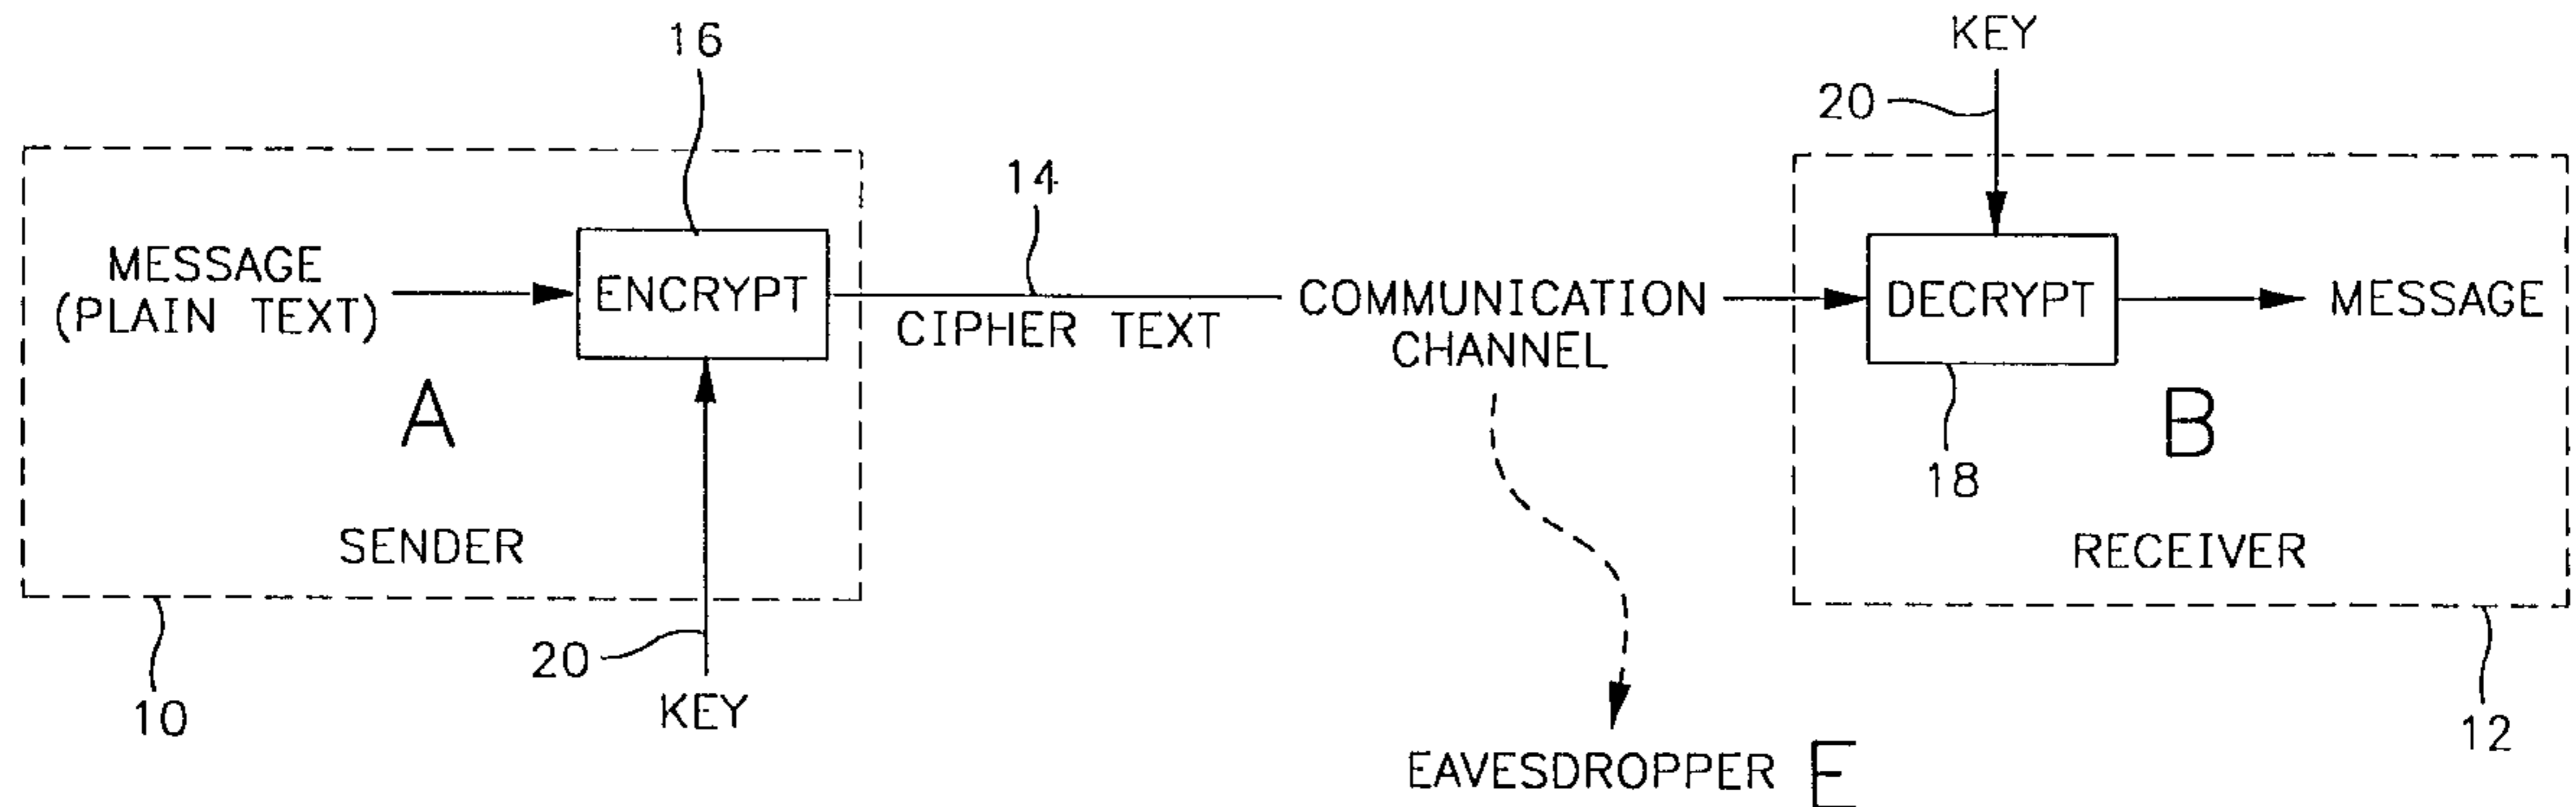 16
KEY
20
14
MESSAGE
(PLAIN TEXT)
ENCRYPT
CIPHER TEXT
COMMUNICATION
CHANNEL
DECRYPT
MESSAGE
A
B
18
SENDER
RECEIVER
20
10
KEY
12
EAVESDROPPER E